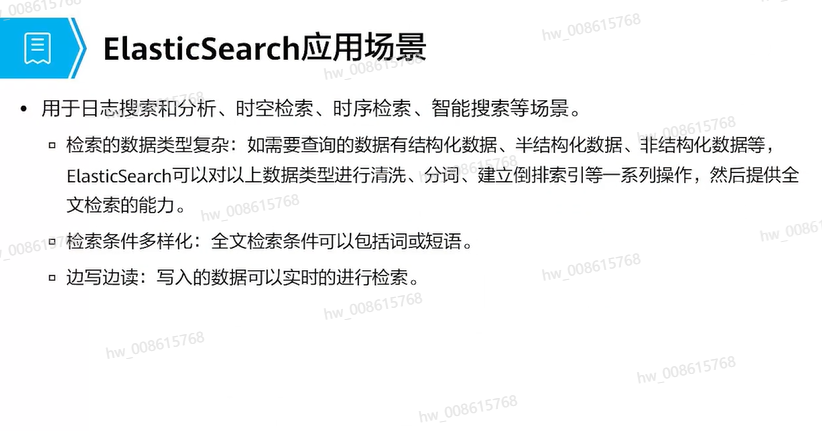 ElasticSearch应用场景
• 用于日志搜索和分析、时空检索、时序检索、智能搜索等场景。
▫ 检索的数据类型复杂：如需要查询的数据有结构化数据、半结构化数据、非结构化数据等，
ElasticSearch可以对以上数据类型进行清洗、分词、建立倒排索引等一系列操作，然后提供全
文检索的能力。
▫ 检索条件多样化：全文检索条件可以包括词或短语。
▫ 边写边读：写入的数据可以实时的进行检索。
hw_008615768
hw_008615768
hw_008615768
hw_008615768
hw_008615768
hw_008615768
hw_008615768
hw_008615768
hw_008615768
hw_008615768
hw_008615768